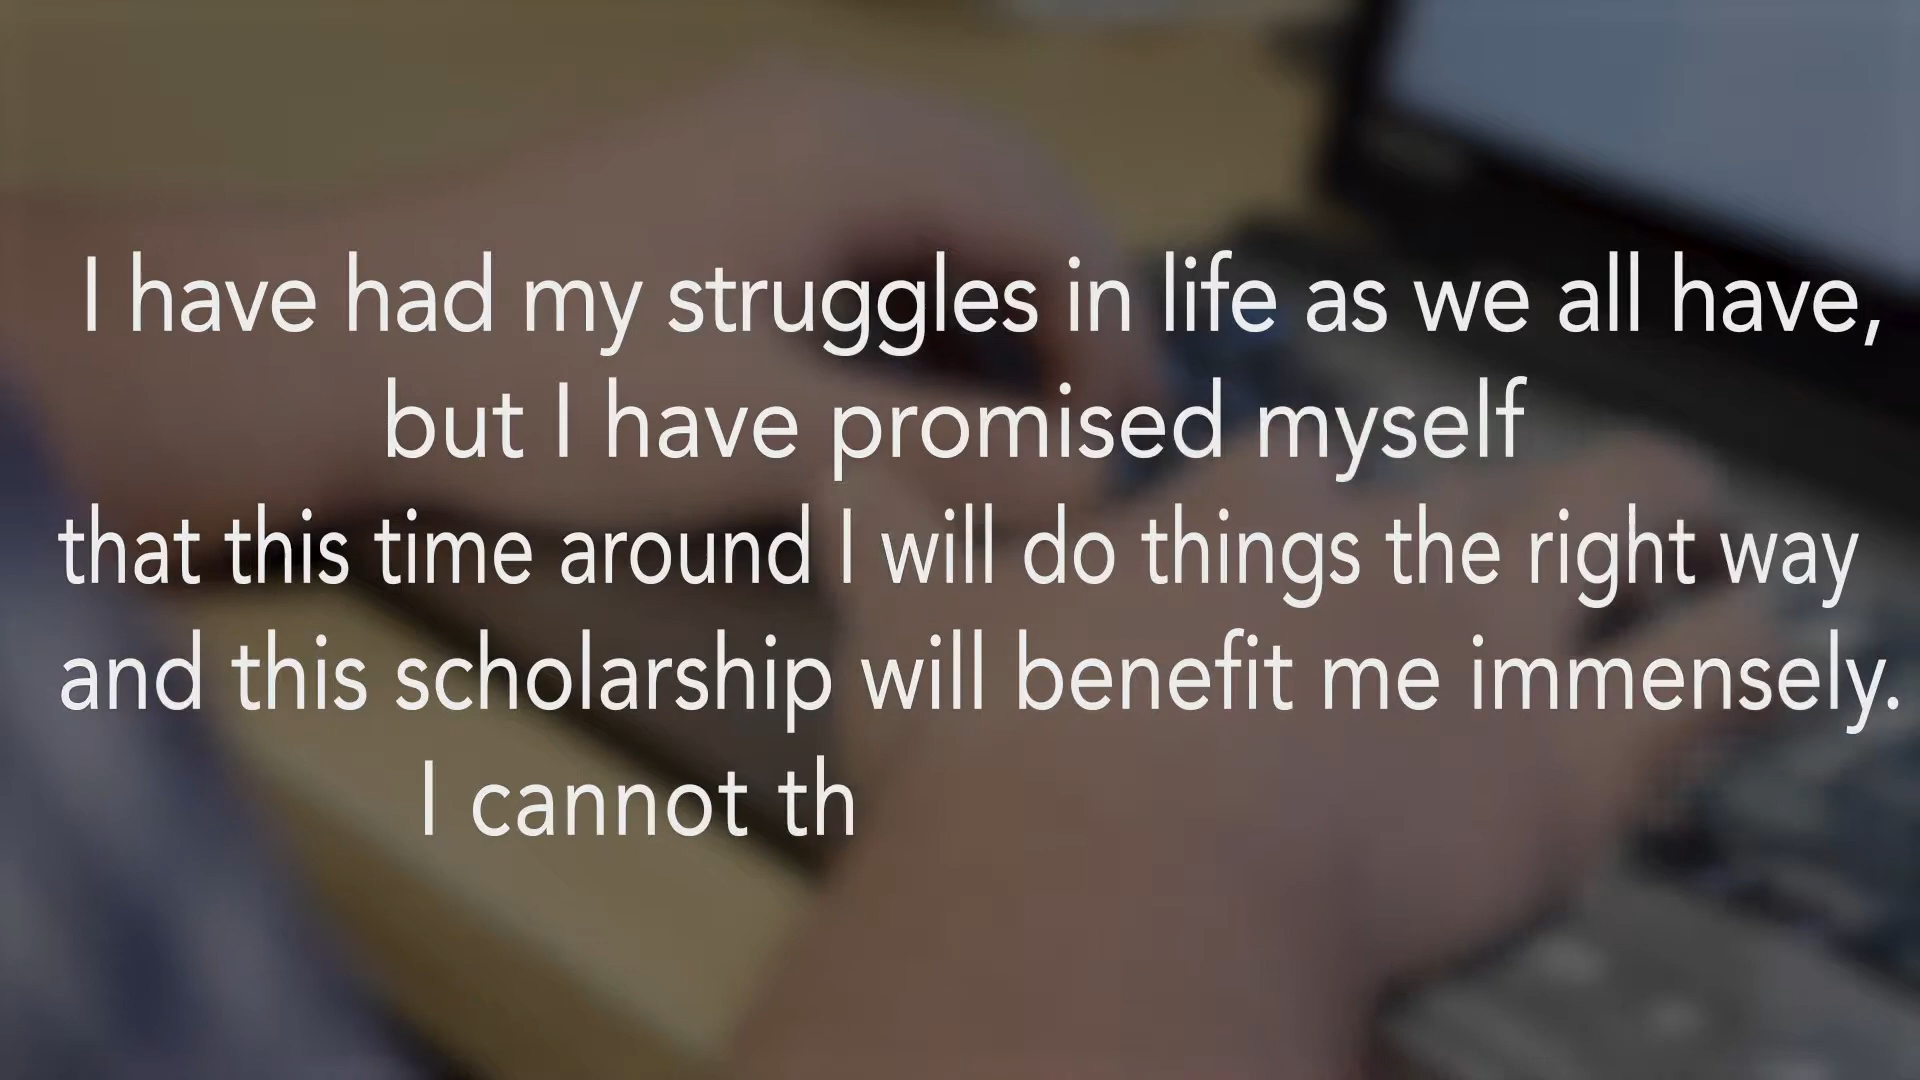 I have had my struggles in life as we all have,
but I have promised myself
that this time around I will do things the right way
and this scholarship will benefit me immensely.
I cannot th